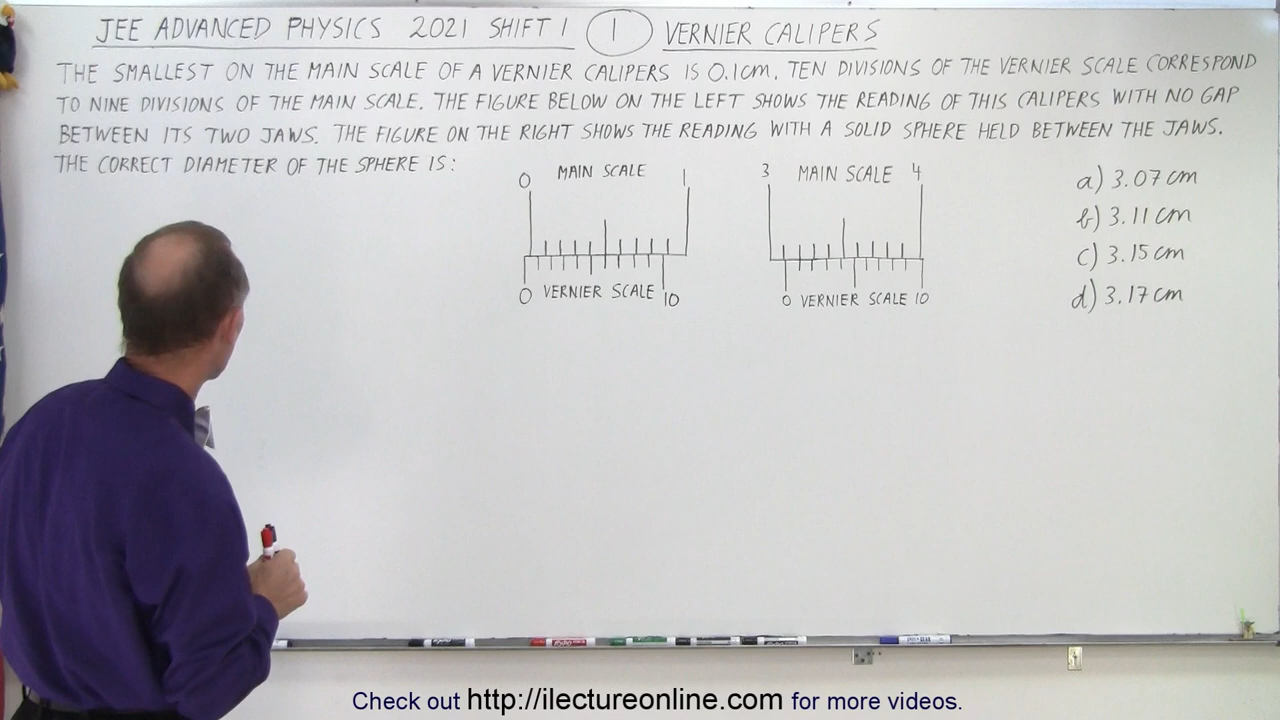 JEE ADVANCED PHYSICS 2021 SHIFT 1 1 VERNIER CALIPERS
THE SMALLEST ON THE MAIN SCALE OF A VERNIER CALIPERS IS 0.1cm. TEN DIVISIONS OF THE VERNIER SCALE CORRESPOND
TO NINE DIVISIONS OF THE MAIN SCALE. THE FIGURE BELOW ON THE LEFT SHOWS THE READING OF THIS CALIPERS WITH NO GAP
BETWEEN ITS TWO JAWS. THE FIGURE ON THE RIGHT SHOWS THE READING WITH A SOLID SPHERE HELD BETWEEN THE JAWS.
THE CORRECT DIAMETER OF THE SPHERE IS:
0 MAIN SCALE 1
0 VERNIER SCALE 10
3 MAIN SCALE 4
0 VERNIER SCALE 10
a) 3.07 cm
b) 3.11 cm
c) 3.15 cm
d) 3.17 cm
Check out http://ilectureonline.com for more videos.